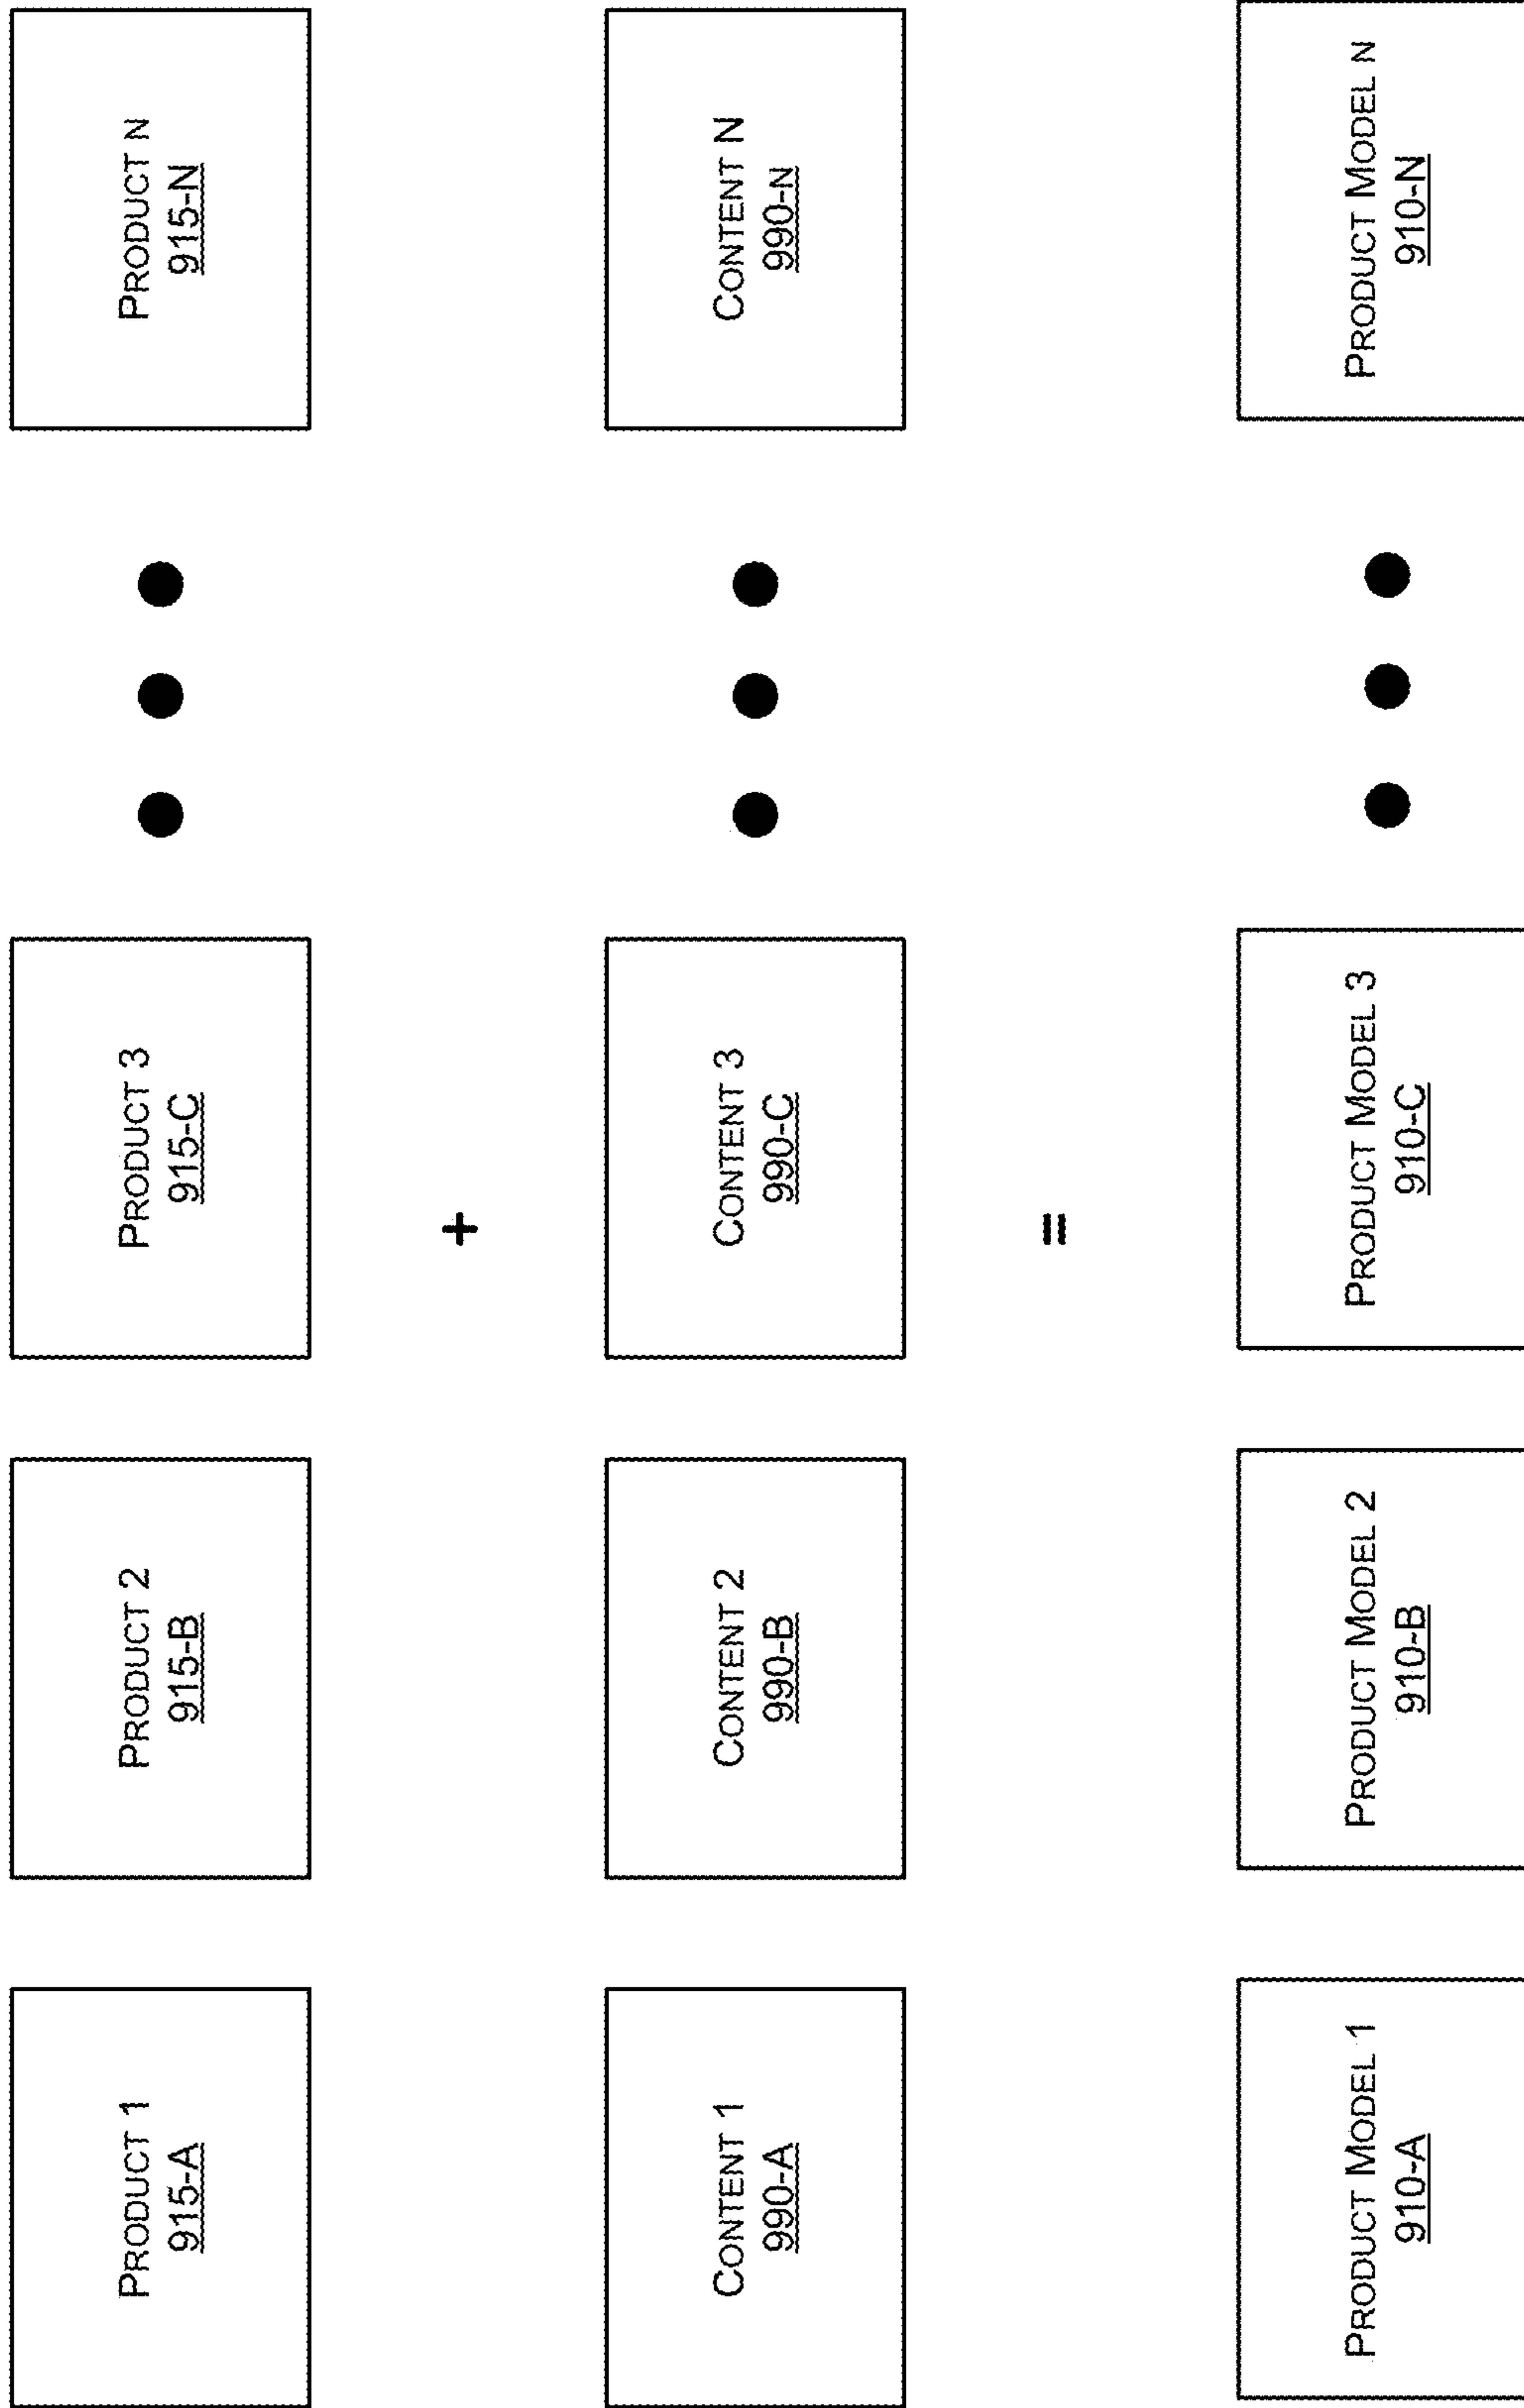 PRODUCT 1
915-A
PRODUCT 2
915-B
PRODUCT 3
915-C
PRODUCT N
915-N
+
CONTENT 1
990-A
CONTENT 2
990-B
CONTENT 3
990-C
CONTENT N
990-N
=
PRODUCT MODEL 1
910-A
PRODUCT MODEL 2
910-B
PRODUCT MODEL 3
910-C
PRODUCT MODEL N
910-N